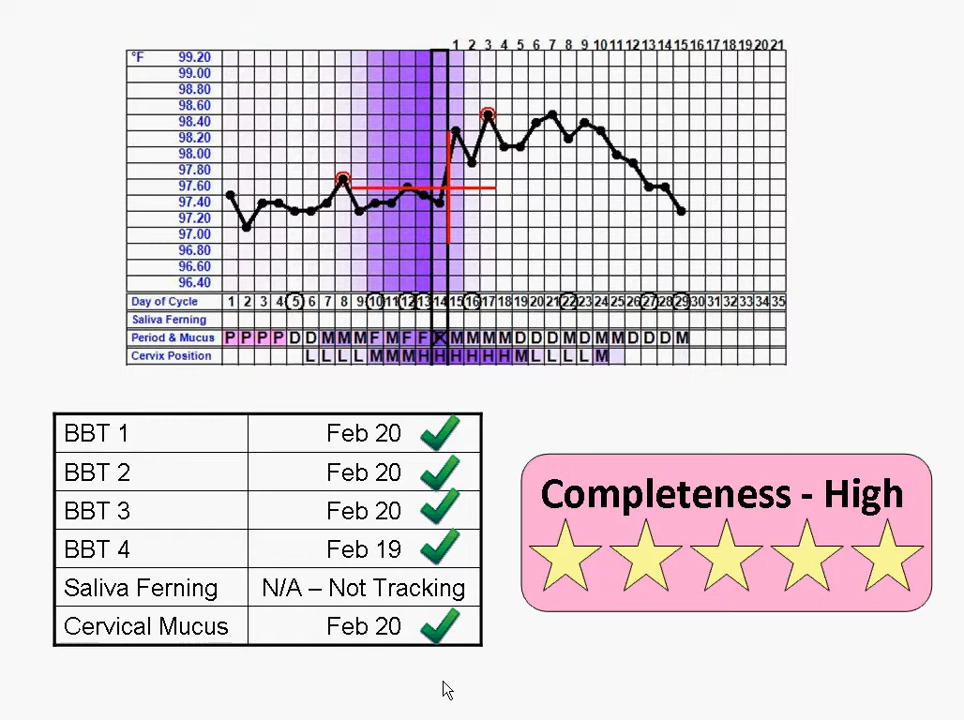 1 2 3 4 5 6 7 8 9 10 11 12 13 14 15 16 17 18 19 20 21
°F 99.20
99.00
98.80
98.60
98.40
98.20
98.00
97.80
97.60
97.40
97.20
97.00
96.80
96.60
96.40
Day of Cycle 1 2 3 4 5 6 7 8 9 10 11 12 13 14 15 16 17 18 19 20 21 22 23 24 25 26 27 28 29 30 31 32 33 34 35
Saliva Ferning
Period & Mucus P P P P D D M M M F M F F K M M M M D D D M D M M D D D M
Cervix Position L L L L M M M H H H H H H M L L L L M
BBT 1 Feb 20
BBT 2 Feb 20
BBT 3 Feb 20
BBT 4 Feb 19
Saliva Ferning N/A – Not Tracking
Cervical Mucus Feb 20
Completeness - High